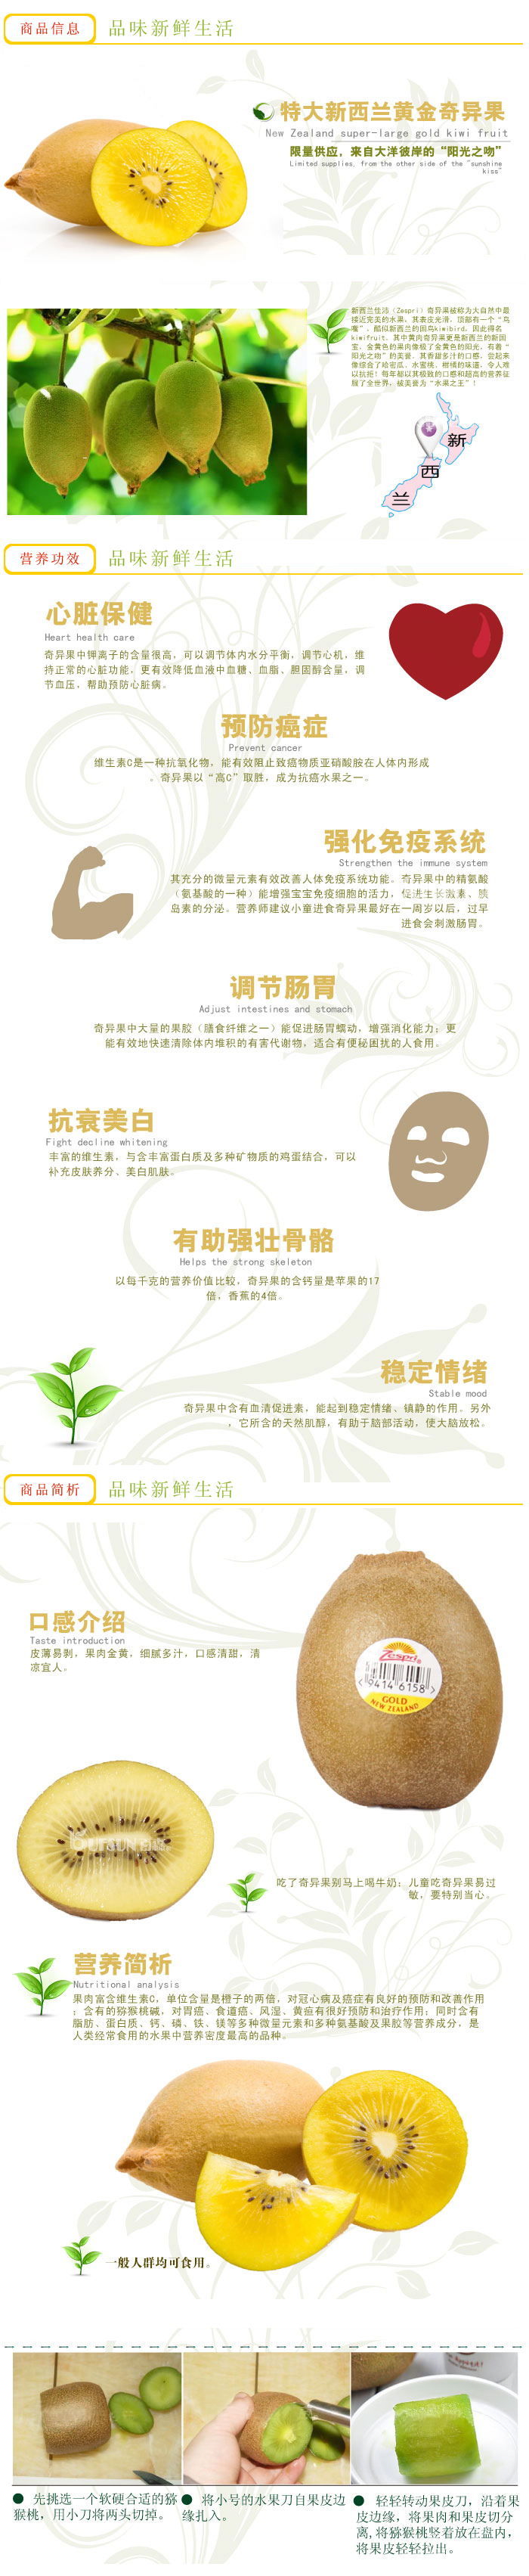 商品信息
品味新鲜生活
特大新西兰黄金奇异果
New Zealand super-large gold kiwi fruit
限量供应，来自大洋彼岸的“阳光之吻”
Limited supplies, from the other side of the "sunshine
kiss"
新西兰佳沛（Zespri）奇异果被称为大自然中最
接近完美的水果，其表皮光滑，顶部有一个“鸟
嘴”，酷似新西兰的国鸟kiwibird，因此得名
kiwifruit。其中黄肉奇异果更是新西兰的新国
宝，金黄色的果肉像极了金黄色的阳光，有着“
阳光之吻”的美誉，其香甜多汁的口感，尝起来
像综合了哈密瓜、水蜜桃、柑橘的味道，令人难
以抗拒！每年都以其极致的口感和超高的营养征
服了全世界，被美誉为“水果之王”！
新
西
兰
营养功效
品味新鲜生活
心脏保健
Heart health care
奇异果中钾离子的含量很高，可以调节体内水分平衡，调节心机，维
持正常的心脏功能，更有效降低血液中血糖、血脂、胆固醇含量，调
节血压，帮助预防心脏病。
预防癌症
Prevent cancer
维生素C是一种抗氧化物，能有效阻止致癌物质亚硝酸胺在人体内形成
。奇异果以“高C”取胜，成为抗癌水果之一。
强化免疫系统
Strengthen the immune system
其充分的微量元素有效改善人体免疫系统功能。奇异果中的精氨酸
（氨基酸的一种）能增强宝宝免疫细胞的活力，促进生长激素、胰
岛素的分泌。营养师建议小童进食奇异果最好在一周岁以后，过早
进食会刺激肠胃。
调节肠胃
Adjust intestines and stomach
奇异果中大量的果胶（膳食纤维之一）能促进肠胃蠕动，增强消化能力；更
能有效地快速清除体内堆积的有害代谢物，适合有便秘困扰的人食用。
抗衰美白
Fight decline whitening
丰富的维生素，与含丰富蛋白质及多种矿物质的鸡蛋结合，可以
补充皮肤养分、美白肌肤。
有助强壮骨骼
Helps the strong skeleton
以每千克的营养价值比较，奇异果的含钙量是苹果的17
倍，香蕉的4倍。
稳定情绪
Stable mood
奇异果中含有血清促进素，能起到稳定情绪、镇静的作用。另外
，它所含的天然肌醇，有助于脑部活动，使大脑放松。
商品简析
品味新鲜生活
口感介绍
Taste introduction
皮薄易剥，果肉金黄，细腻多汁，口感清甜，清
凉宜人。
Zespri
9414 6158
GOLD
NEW ZEALAND
吃了奇异果别马上喝牛奶；儿童吃奇异果易过
敏，要特别当心。
营养简析
Nutritional analysis
果肉富含维生素C，单位含量是橙子的两倍，对冠心病及癌症有良好的预防和改善作用
；含有的猕猴桃碱，对胃癌、食道癌、风湿、黄疸有很好预防和治疗作用；同时含有
脂肪、蛋白质、钙、磷、铁、镁等多种微量元素和多种氨基酸及果胶等营养成分，是
人类经常食用的水果中营养密度最高的品种。
一般人群均可食用。
● 先挑选一个软硬合适的猕
猴桃，用小刀将两头切掉。
● 将小号的水果刀自果皮边
缘扎入。
● 轻轻转动果皮刀，沿着果
皮边缘，将果肉和果皮切分
离,将猕猴桃竖着放在盘内，
将果皮轻轻拉出。